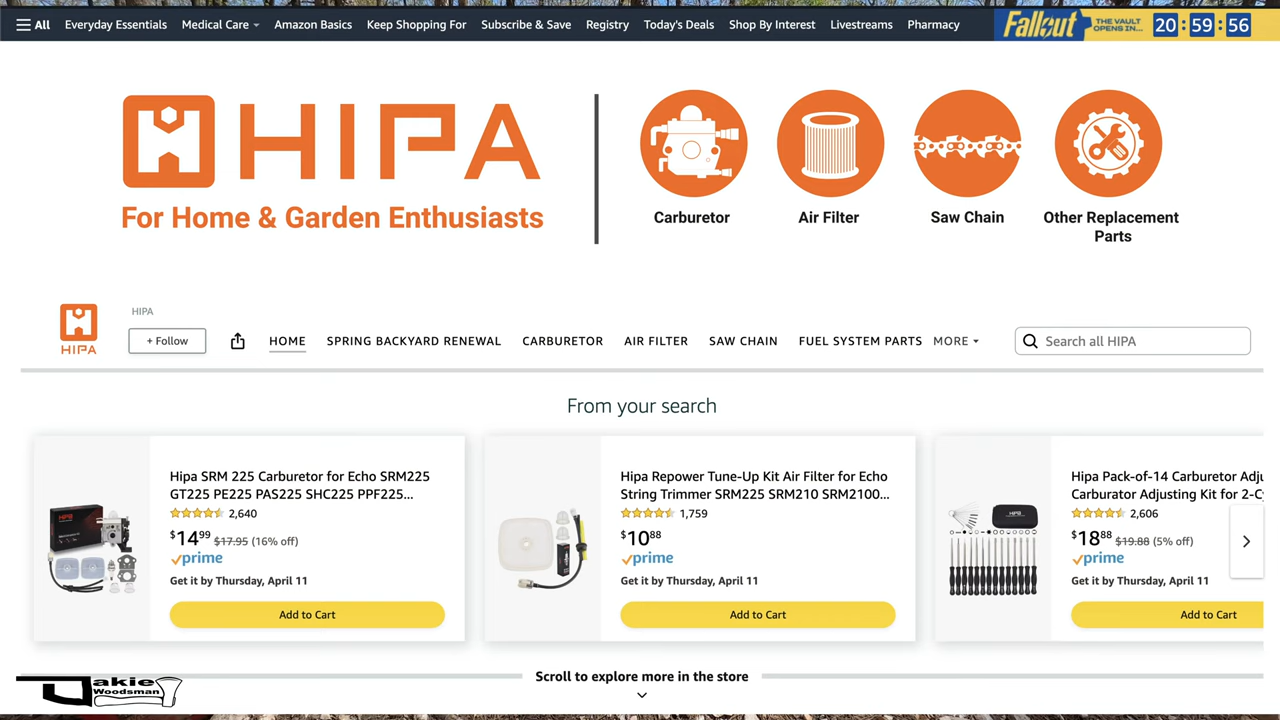 All Everyday Essentials Medical Care Amazon Basics Keep Shopping For Subscribe & Save Registry Today's Deals Shop By Interest Livestreams Pharmacy
Fallout THE VAULT OPENS IN... 20:59:56
HIPA
For Home & Garden Enthusiasts
Carburetor
Air Filter
Saw Chain
Other Replacement
Parts
HIPA
HIPA
+ Follow
HOME SPRING BACKYARD RENEWAL CARBURETOR AIR FILTER SAW CHAIN FUEL SYSTEM PARTS MORE
Search all HIPA
From your search
Hipa SRM 225 Carburetor for Echo SRM225
GT225 PE225 PAS225 SHC225 PPF225...
2,640
$1499 $17.95 (16% off)
prime
Get it by Thursday, April 11
Add to Cart
Hipa Repower Tune-Up Kit Air Filter for Echo
String Trimmer SRM225 SRM210 SRM2100...
1,759
$1088
prime
Get it by Thursday, April 11
Add to Cart
Hipa Pack-of-14 Carburetor Adju
Carburator Adjusting Kit for 2-Cy
2,606
$1888 $19.88 (5% off)
prime
Get it by Thursday, April 11
Add to Cart
Scroll to explore more in the store
Jakie
Woodsman